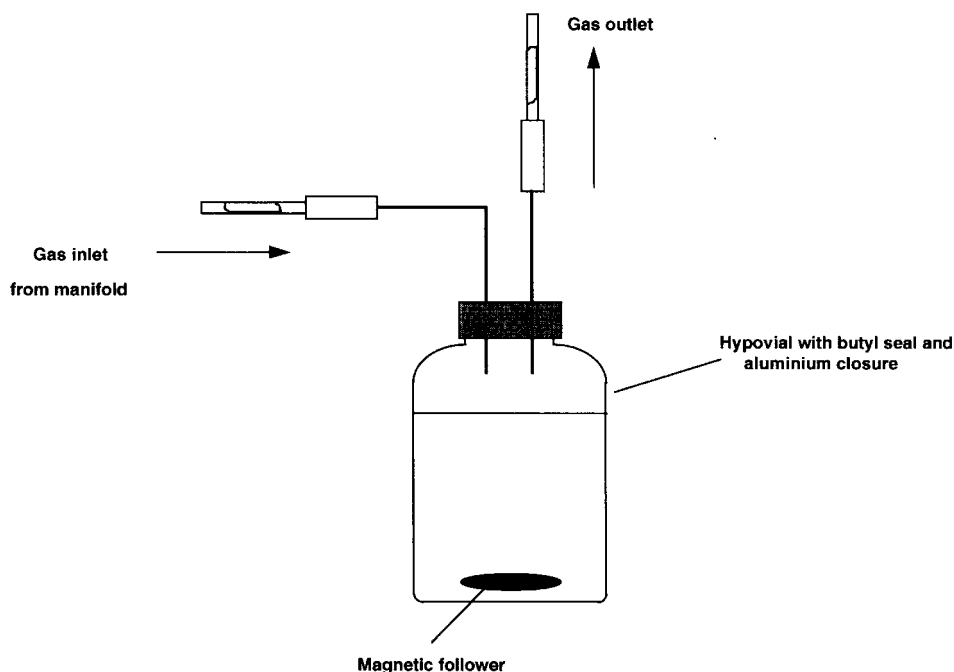 Gas outlet
Gas inlet
from manifold
Hypovial with butyl seal and
aluminium closure
Magnetic follower